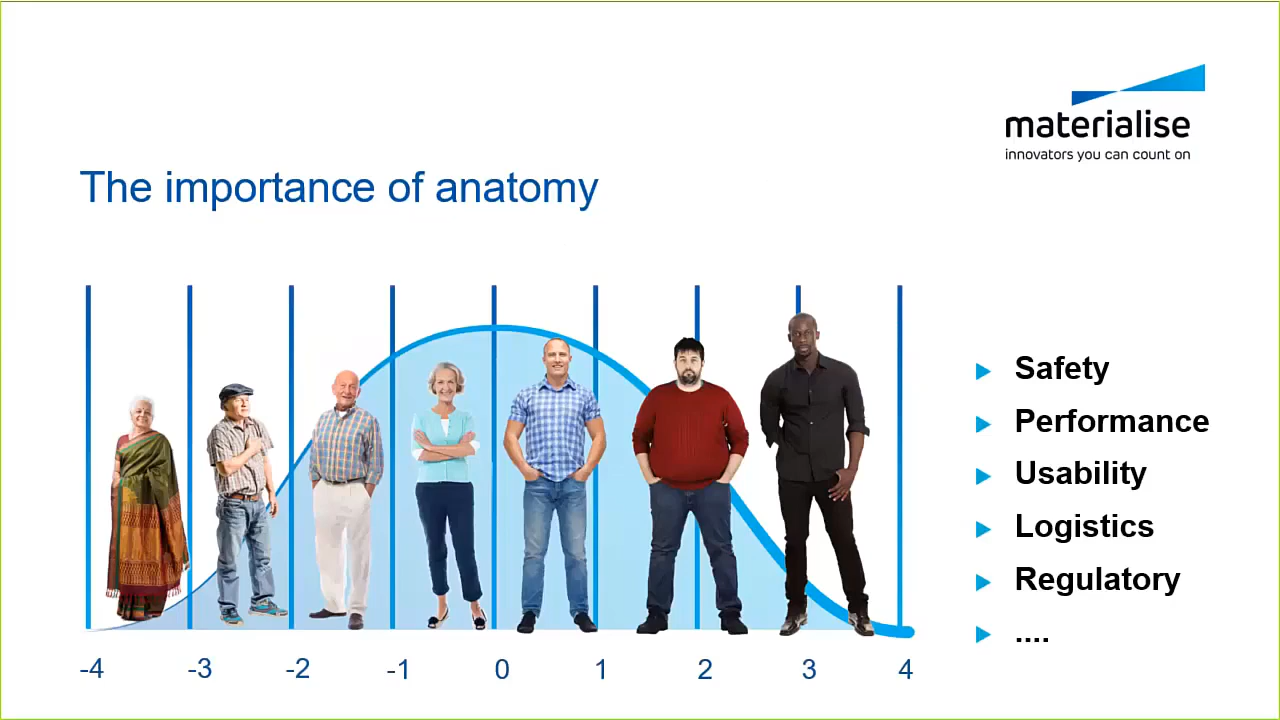 materialise
innovators you can count on
The importance of anatomy
Safety
Performance
Usability
Logistics
Regulatory
....
-4 -3 -2 -1 0 1 2 3 4